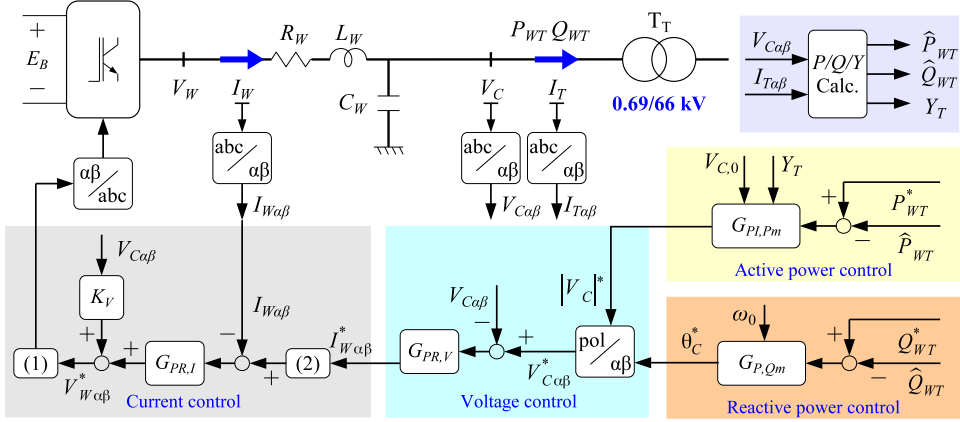 +
E_B
−
V_W
I_W
R_W
L_W
C_W
P_WT Q_WT
V_C
I_T
T_T
0.69/66 kV
V_Cαβ
I_Tαβ
P/Q/Y
Calc.
P̂_WT
Q̂_WT
Y_T
αβ/abc
abc/αβ
I_Wαβ
abc/αβ
abc/αβ
V_Cαβ
I_Tαβ
V_C,0
Y_T
G_PI,Pm
+
P*_WT
−
P̂_WT
Active power control
V_Cαβ
K_V
+
(1)
V*_Wαβ
+
G_PR,I
−
I_Wαβ
+
(2)
I*_Wαβ
Current control
G_PR,V
V_Cαβ
−
+
V*_Cαβ
|V_C|*
pol/αβ
Voltage control
θ*_C
ω_0
G_P,Qm
+
Q*_WT
−
Q̂_WT
Reactive power control